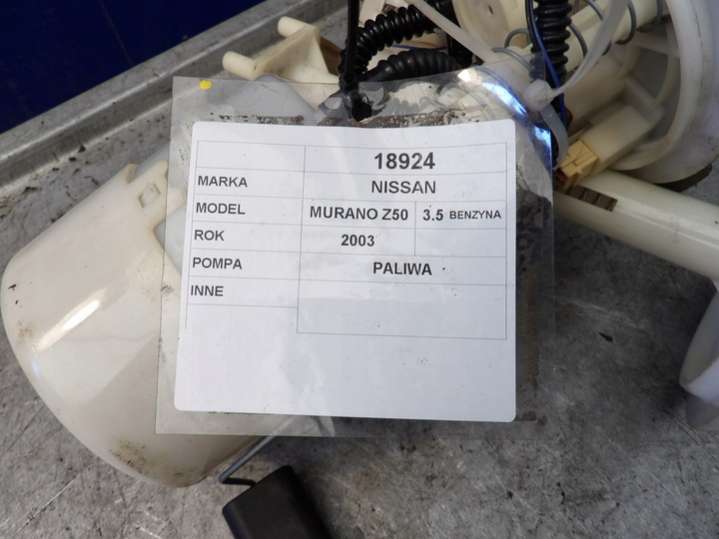 18924
MARKA NISSAN
MODEL MURANO Z50 3.5 BENZYNA
ROK 2003
POMPA PALIWA
INNE